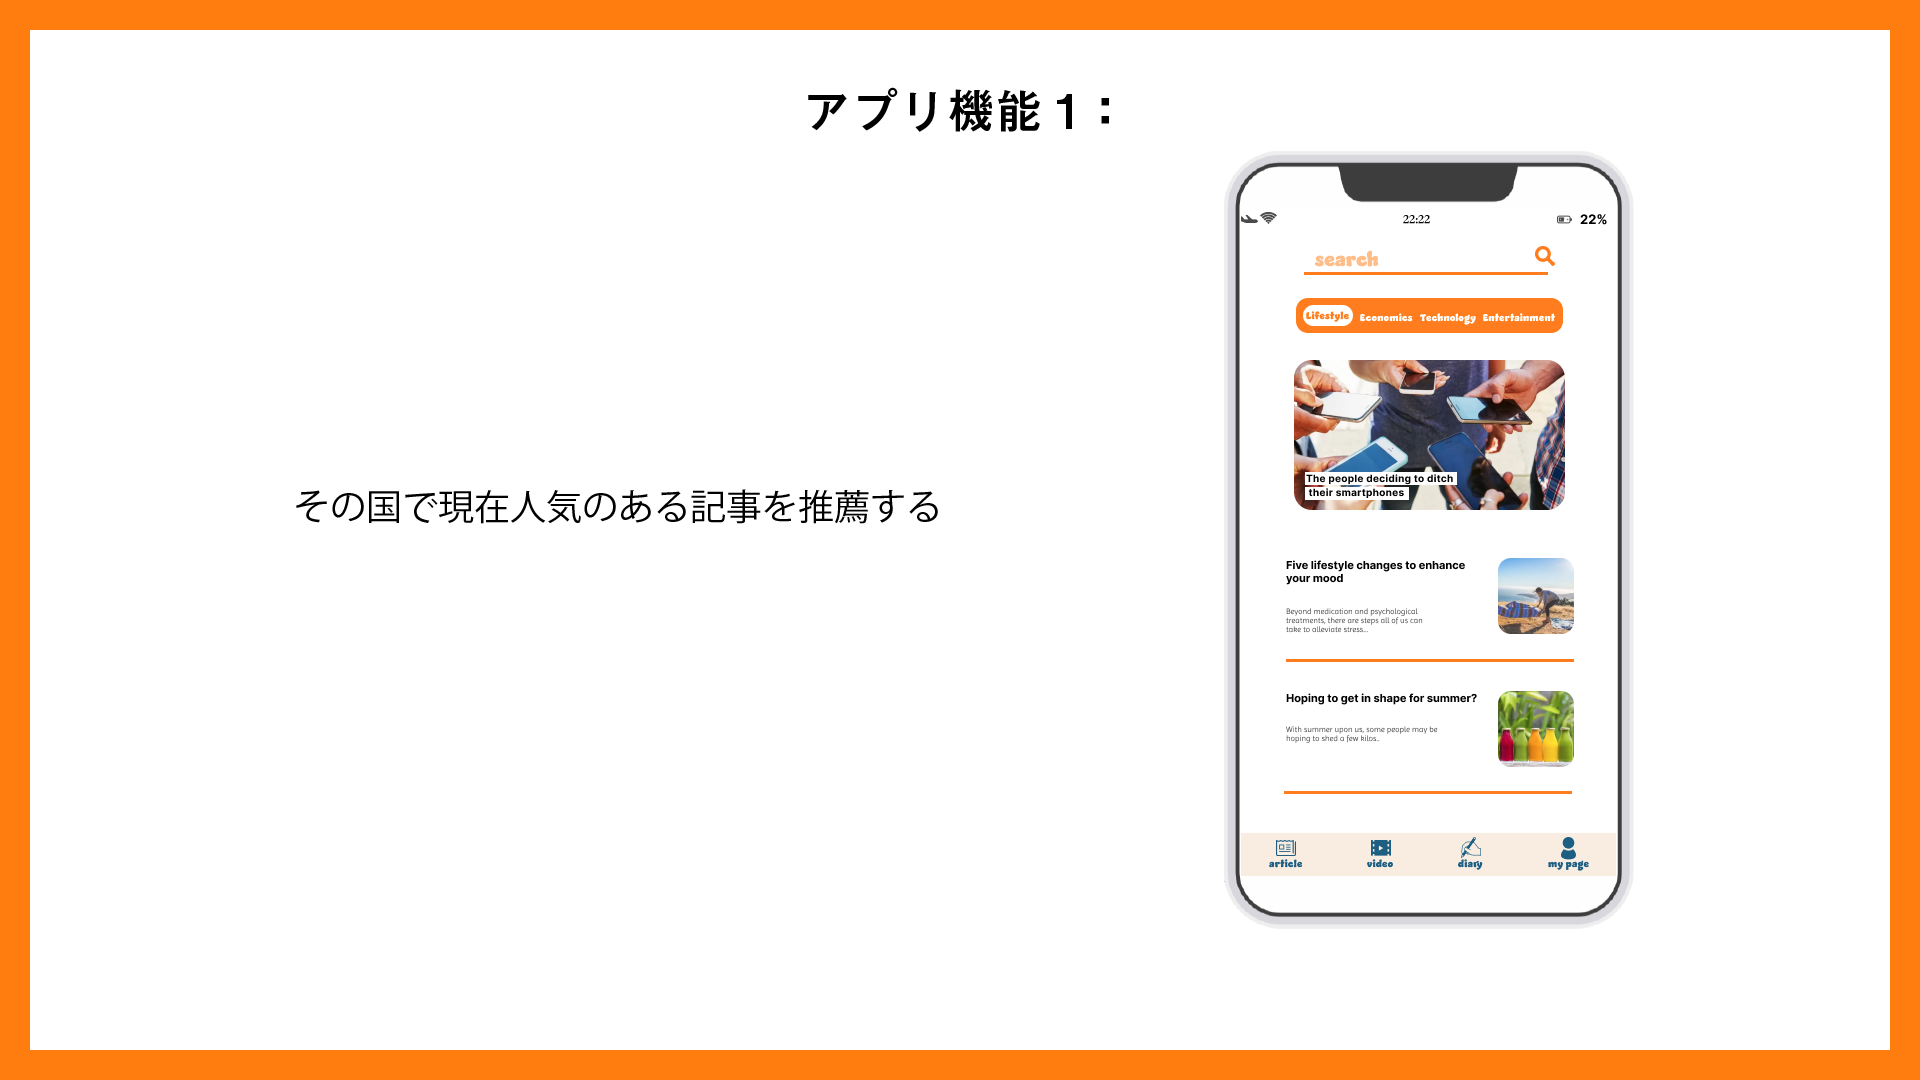 アプリ機能1：
その国で現在人気のある記事を推薦する
22:22
22%
search
Lifestyle Economics Technology Entertainment
The people deciding to ditch
their smartphones
Five lifestyle changes to enhance
your mood
Beyond medication and psychological
treatments, there are steps all of us can
take to alleviate stress...
Hoping to get in shape for summer?
With summer upon us, some people may be
hoping to shed a few kilos..
article video diary my page